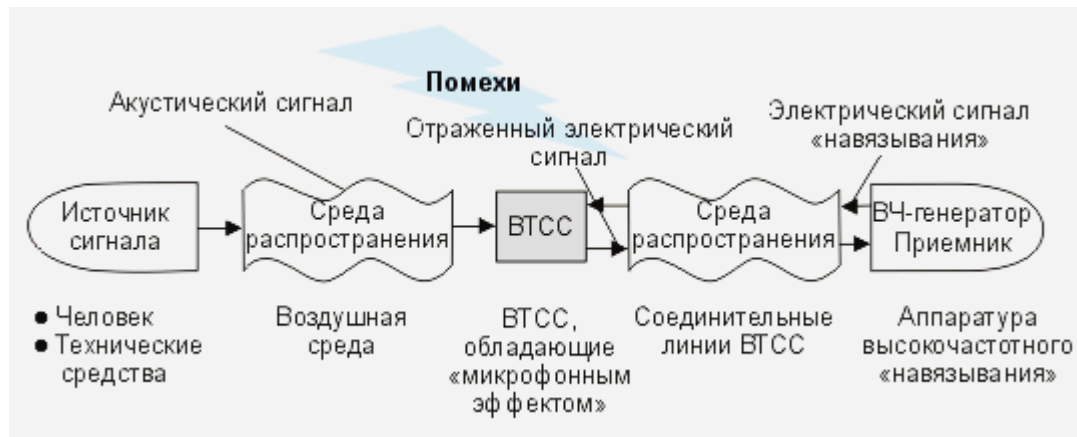 Помехи
Акустический сигнал
Отраженный электрический
сигнал
Электрический сигнал
«навязывания»
Источник
сигнала
Среда
распространения
ВТСС
Среда
распространения
ВЧ-генератор
Приемник
● Человек
● Технические
средства
Воздушная
среда
ВТСС,
обладающие
«микрофонным
эффектом»
Соединительные
линии ВТСС
Аппаратура
высокочастотного
«навязывания»